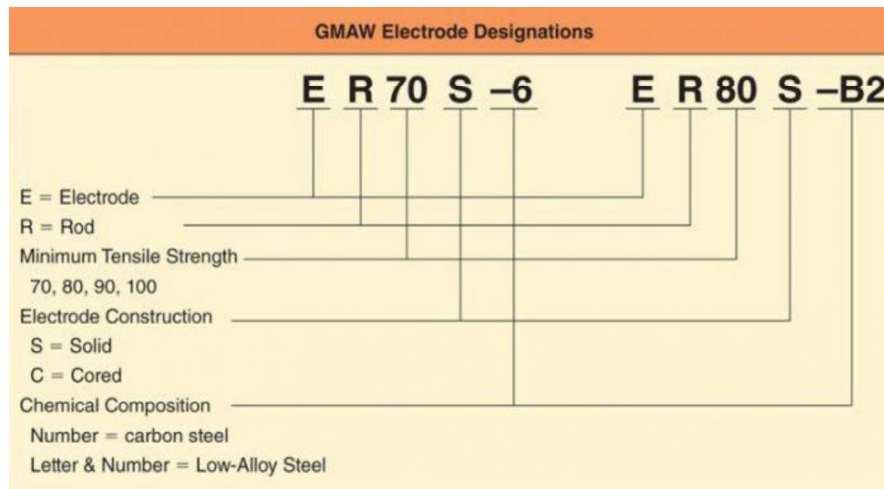 GMAW Electrode Designations
E R 70 S –6 E R 80 S –B2
E = Electrode
R = Rod
Minimum Tensile Strength
70, 80, 90, 100
Electrode Construction
S = Solid
C = Cored
Chemical Composition
Number = carbon steel
Letter & Number = Low-Alloy Steel